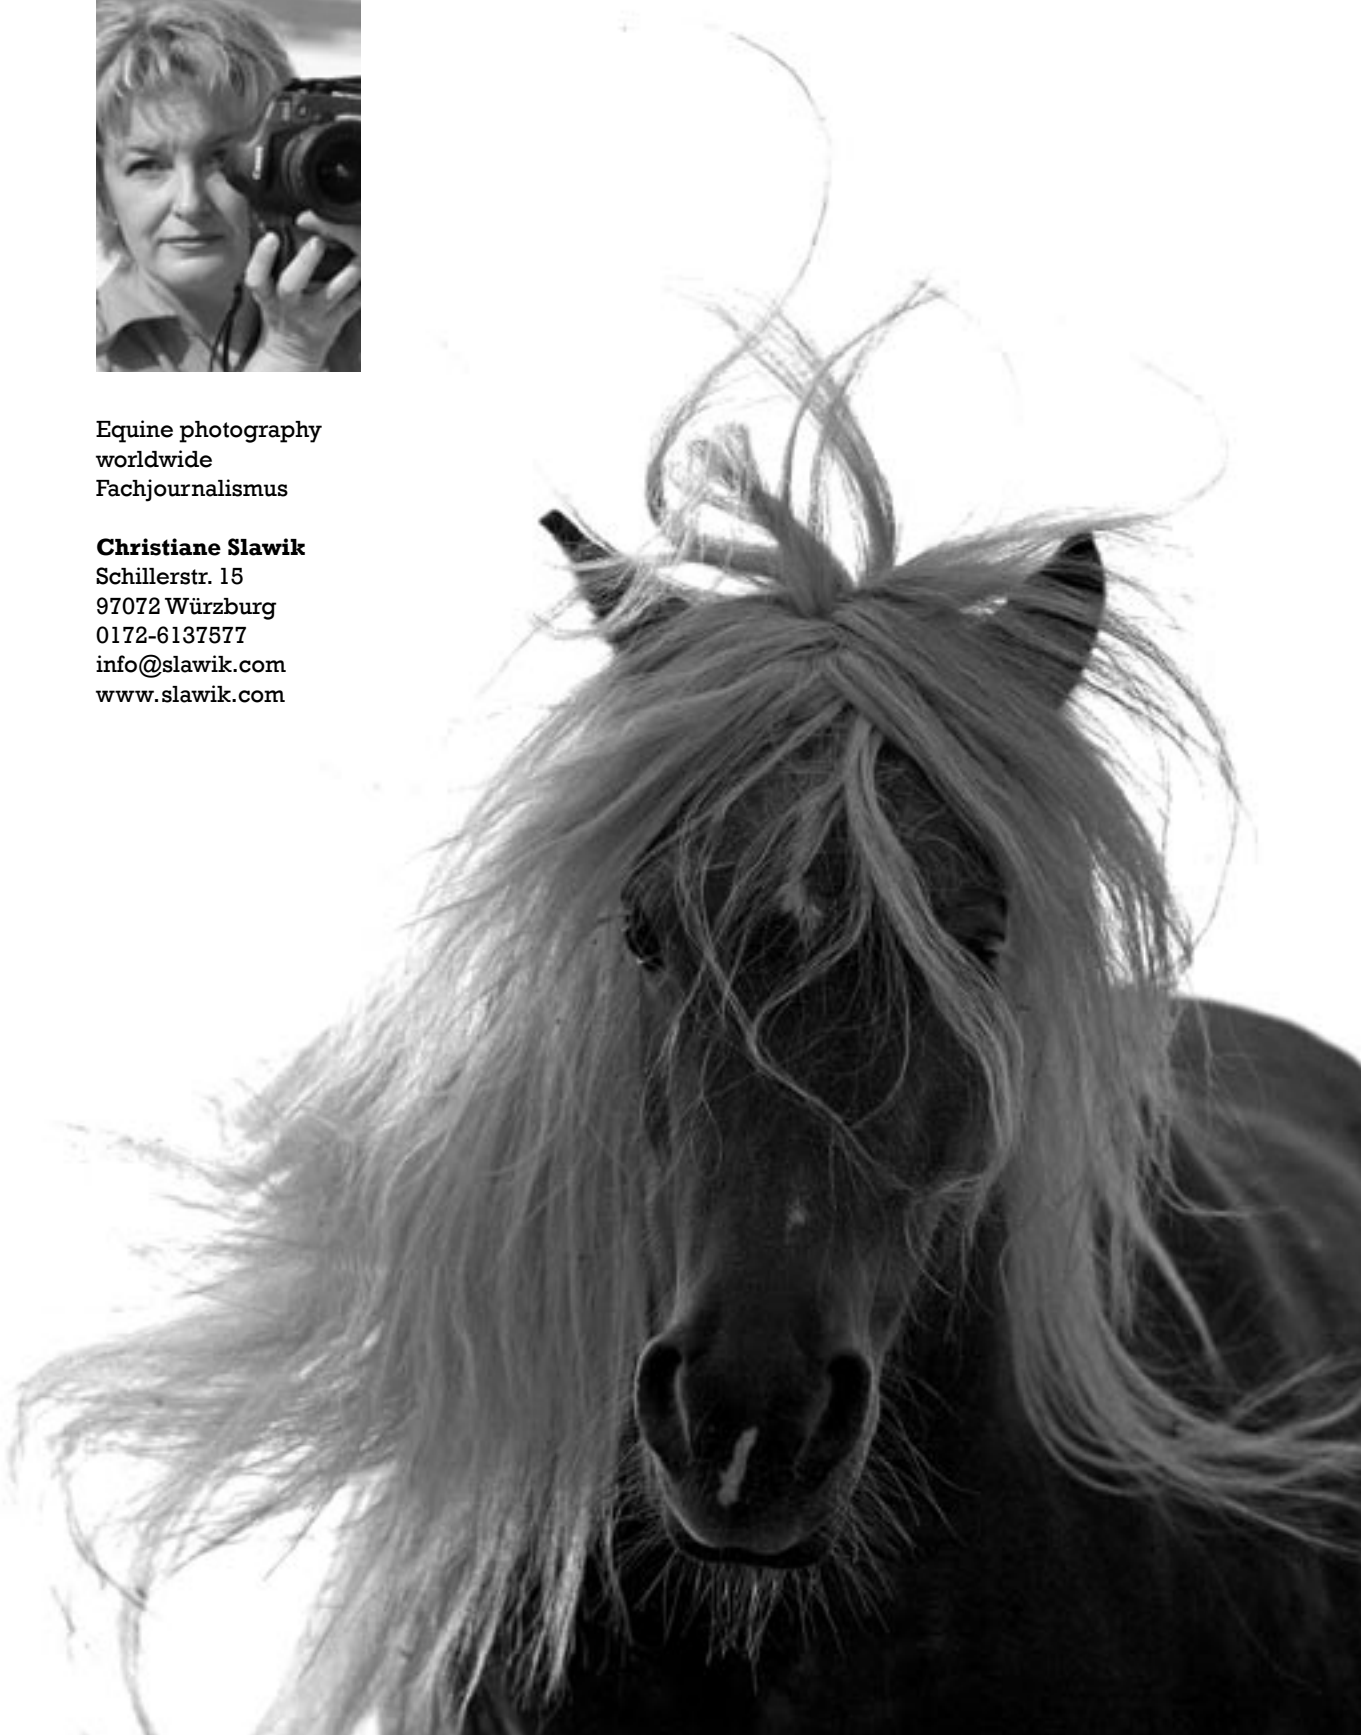 Equine photography
worldwide
Fachjournalismus
Christiane Slawik
Schillerstr. 15
97072 Würzburg
0172-6137577
info@slawik.com
www.slawik.com